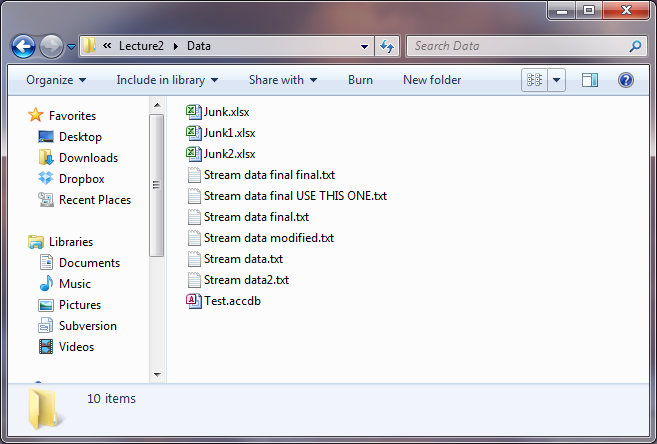 « Lecture2 ▸ Data
Search Data
Organize Include in library Share with Burn New folder
Favorites
Desktop
Downloads
Dropbox
Recent Places
Libraries
Documents
Music
Pictures
Subversion
Videos
Junk.xlsx
Junk1.xlsx
Junk2.xlsx
Stream data final final.txt
Stream data final USE THIS ONE.txt
Stream data final.txt
Stream data modified.txt
Stream data.txt
Stream data2.txt
Test.accdb
10 items